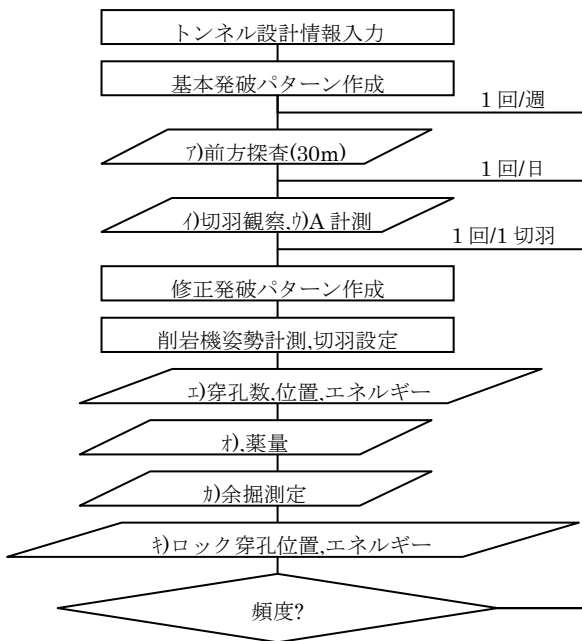 トンネル設計情報入力
基本発破パターン作成
1 回/週
ｱ)前方探査(30m)
1 回/日
ｲ)切羽観察,ｳ)A 計測
1 回/1 切羽
修正発破パターン作成
削岩機姿勢計測,切羽設定
ｴ)穿孔数,位置,エネルギー
ｵ),薬量
ｶ)余掘測定
ｷ)ロック穿孔位置,エネルギー
頻度?